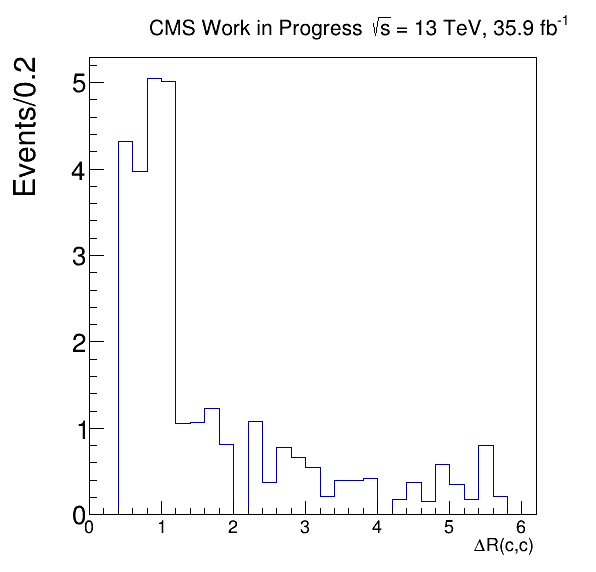 CMS Work in Progress √s = 13 TeV, 35.9 fb⁻¹
Events/0.2
5
4
3
2
1
0
0 1 2 3 4 5 6
ΔR(c,c)